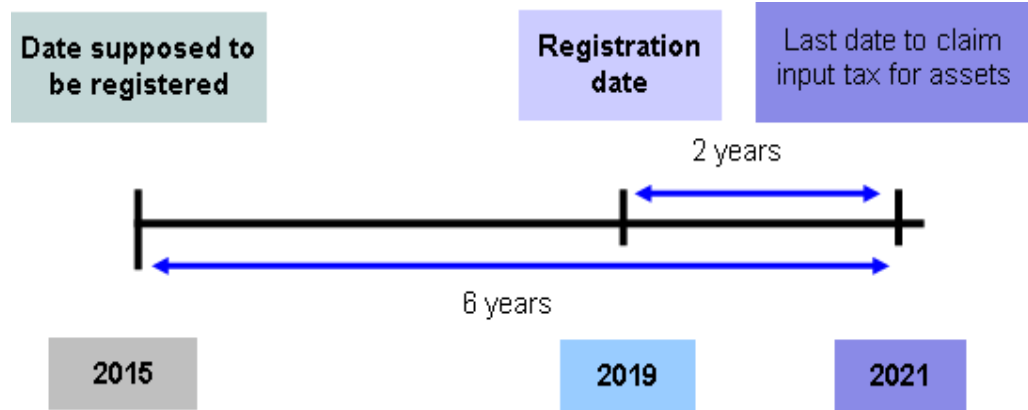 Date supposed to
be registered
Registration
date
Last date to claim
input tax for assets
2 years
6 years
2015
2019
2021